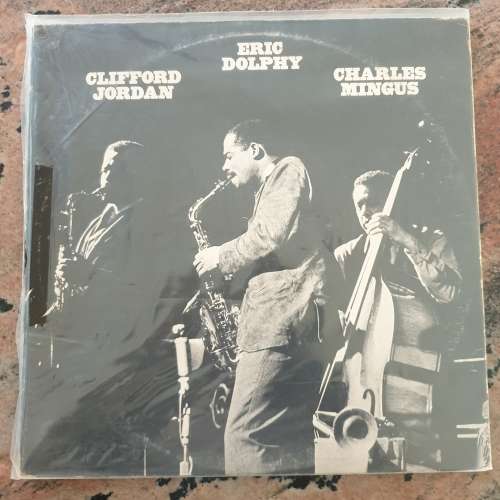 CLIFFORD
JORDAN
ERIC
DOLPHY
CHARLES
MINGUS